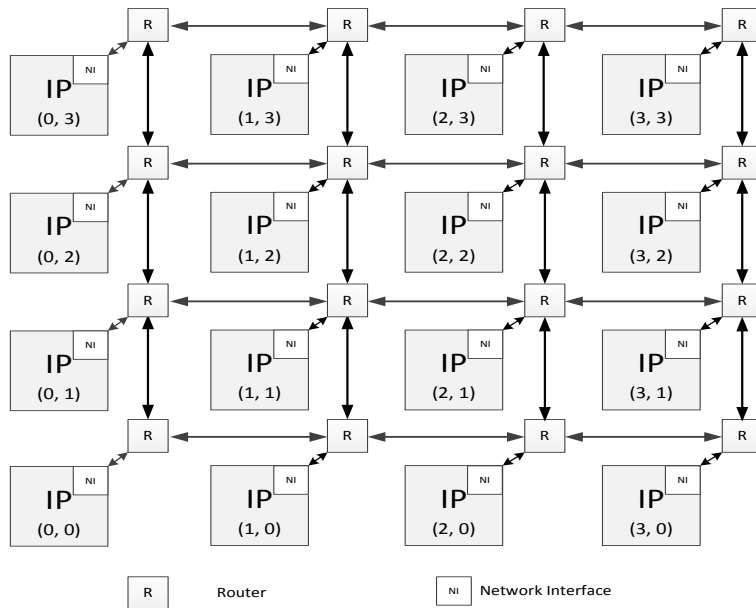 R R R R
NI NI NI NI
IP IP IP IP
(0, 3) (1, 3) (2, 3) (3, 3)
R R R R
NI NI NI NI
IP IP IP IP
(0, 2) (1, 2) (2, 2) (3, 2)
R R R R
NI NI NI NI
IP IP IP IP
(0, 1) (1, 1) (2, 1) (3, 1)
R R R R
NI NI NI NI
IP IP IP IP
(0, 0) (1, 0) (2, 0) (3, 0)
R Router NI Network Interface